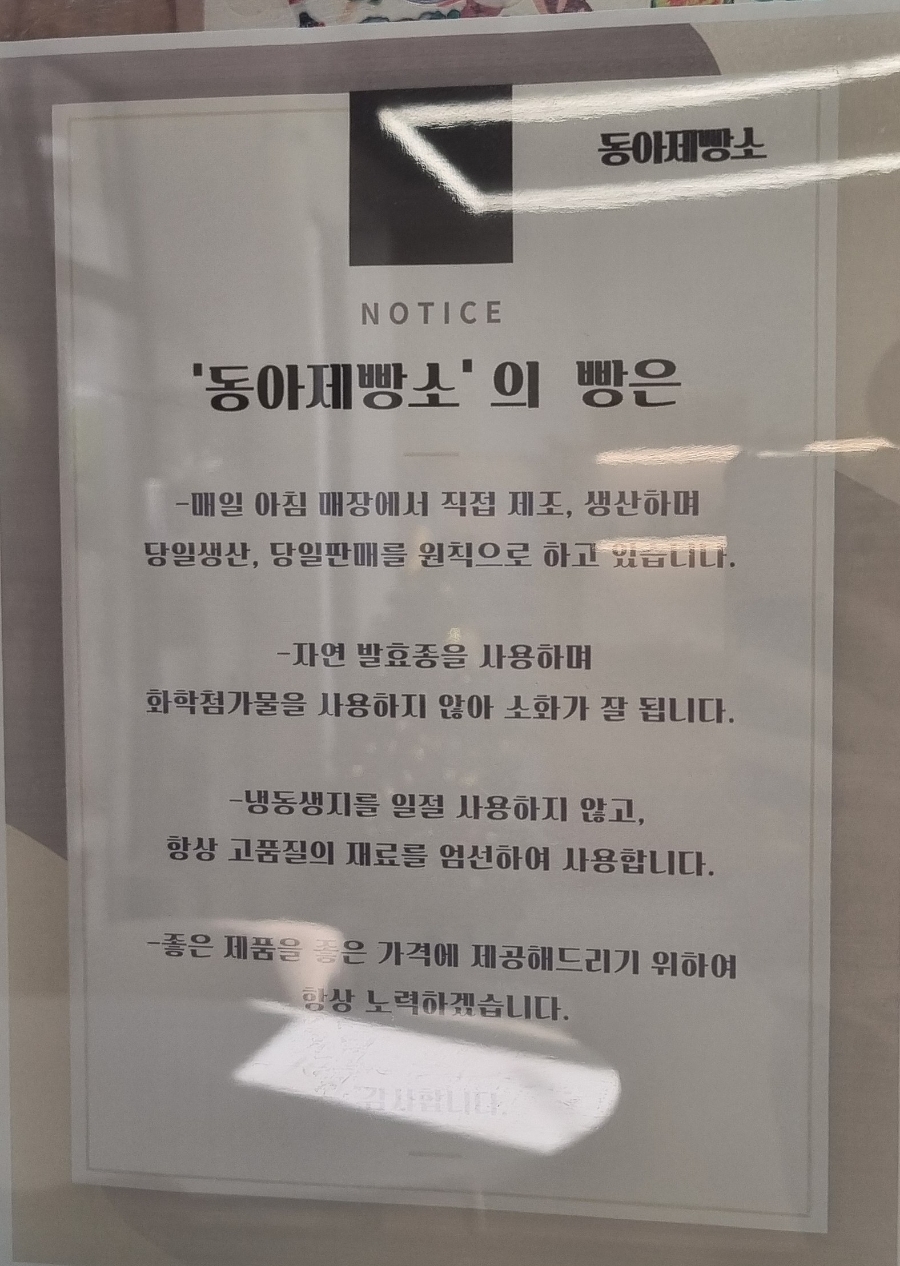 동아제빵소
NOTICE
'동아제빵소' 의 빵은
-매일 아침 매장에서 직접 제조, 생산하며
당일생산, 당일판매를 원칙으로 하고 있습니다.
-자연 발효종을 사용하며
화학첨가물을 사용하지 않아 소화가 잘 됩니다.
-냉동생지를 일절 사용하지 않고,
항상 고품질의 재료를 엄선하여 사용합니다.
-좋은 제품을 좋은 가격에 제공해드리기 위하여
항상 노력하겠습니다.
감사합니다.